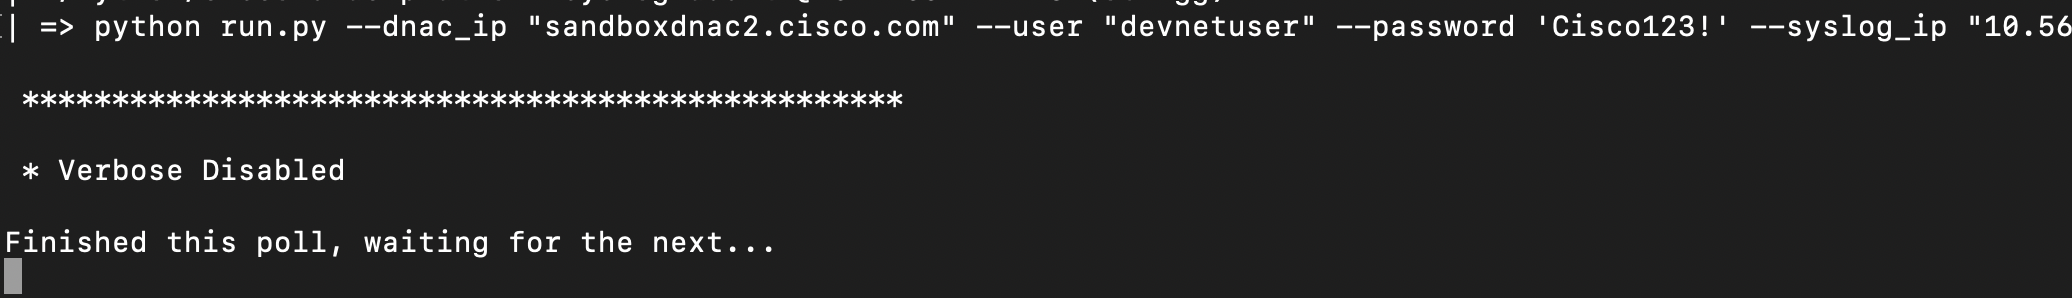 | => python run.py --dnac_ip "sandboxdnac2.cisco.com" --user "devnetuser" --password 'Cisco123!' --syslog_ip "10.56
*************************************************
* Verbose Disabled
Finished this poll, waiting for the next...